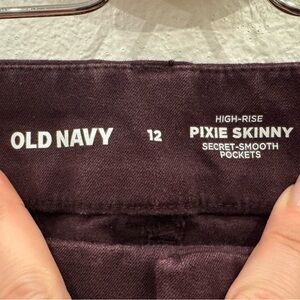 OLD NAVY
12
HIGH-RISE
PIXIE SKINNY
SECRET-SMOOTH
POCKETS